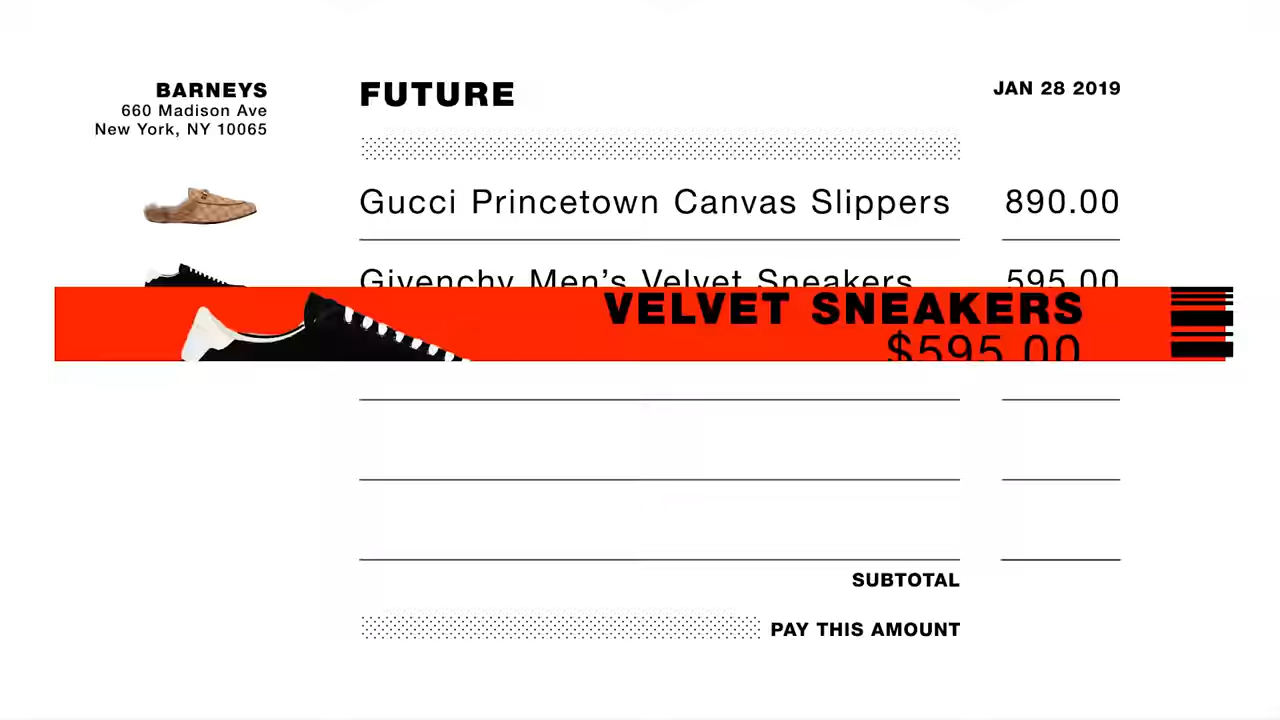 BARNEYS
660 Madison Ave
New York, NY 10065
FUTURE
JAN 28 2019
Gucci Princetown Canvas Slippers 890.00
Givenchy Men’s Velvet Sneakers 595.00
VELVET SNEAKERS
$595.00
SUBTOTAL
PAY THIS AMOUNT